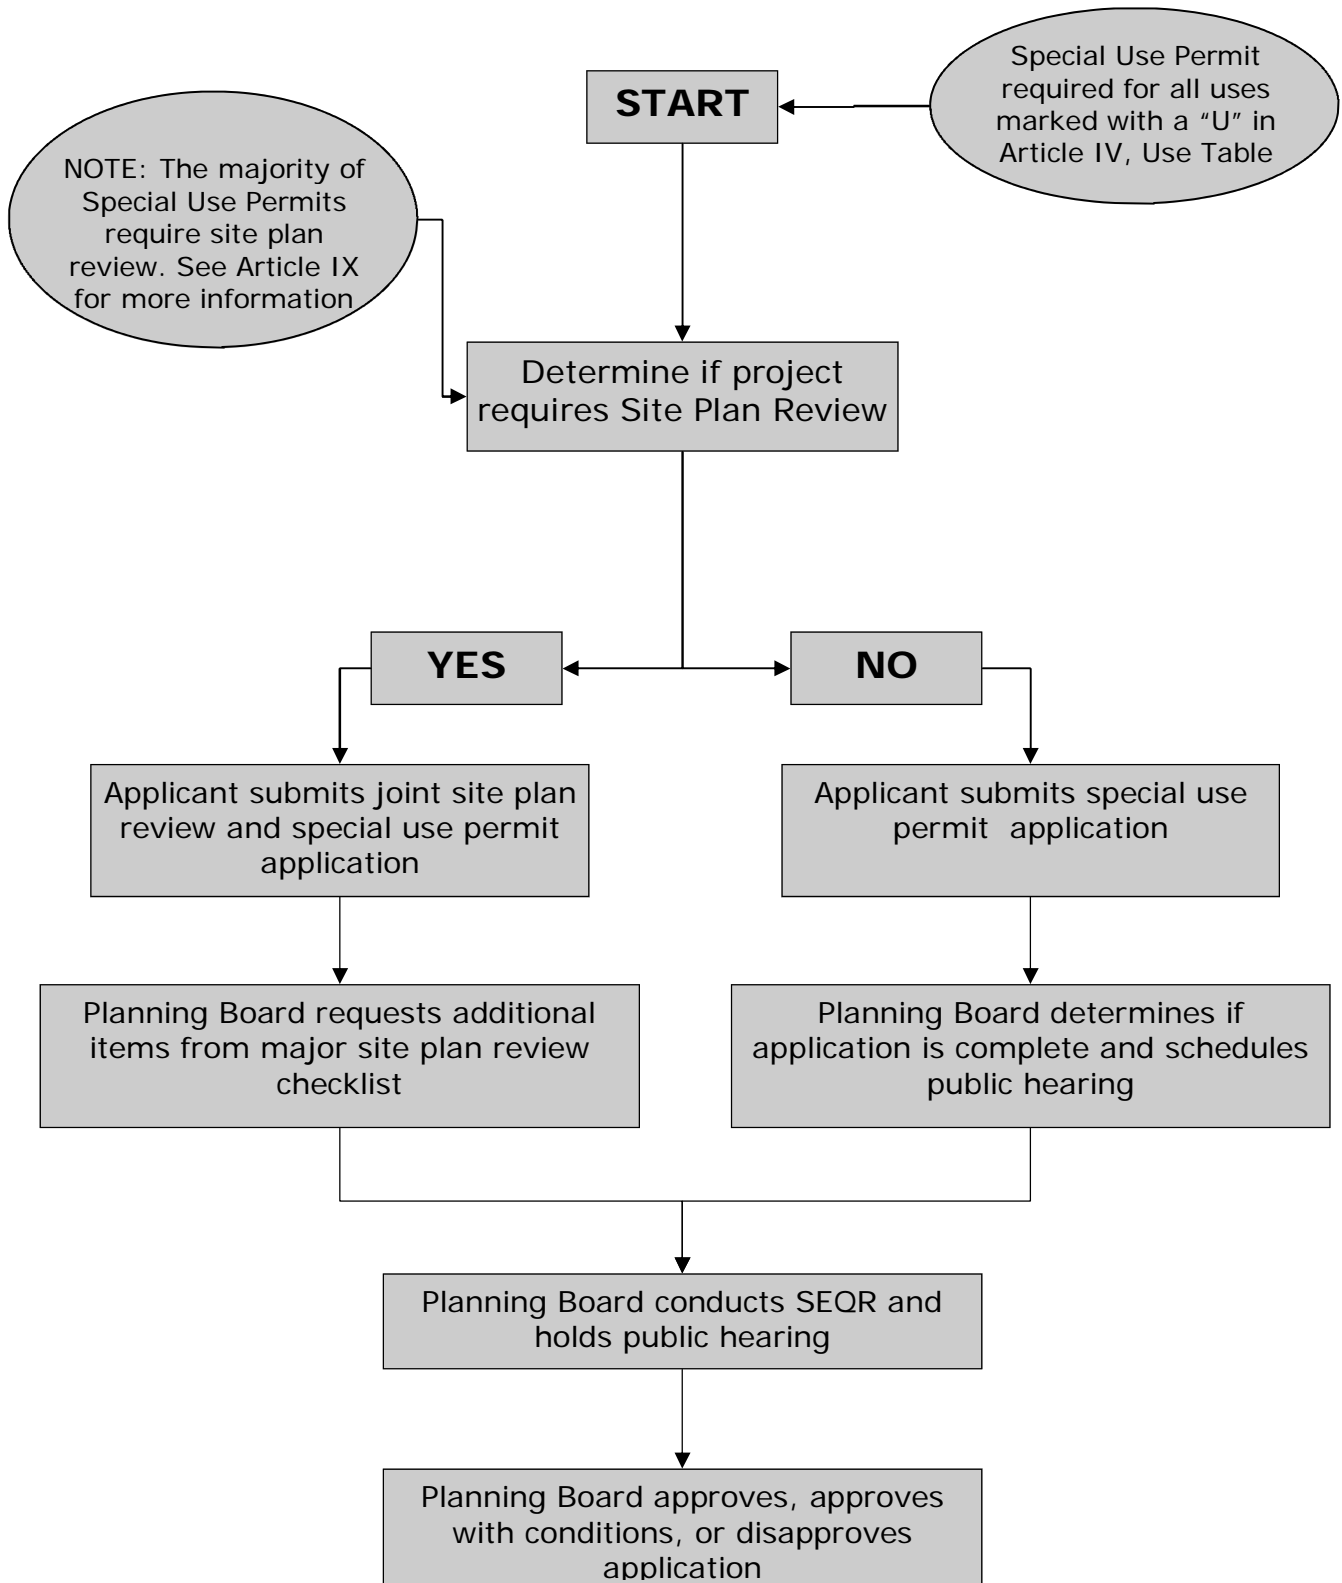 Special Use Permit
required for all uses
marked with a “U” in
Article IV, Use Table
START
NOTE: The majority of
Special Use Permits
require site plan
review. See Article IX
for more information
Determine if project
requires Site Plan Review
YES
NO
Applicant submits joint site plan
review and special use permit
application
Applicant submits special use
permit application
Planning Board requests additional
items from major site plan review
checklist
Planning Board determines if
application is complete and schedules
public hearing
Planning Board conducts SEQR and
holds public hearing
Planning Board approves, approves
with conditions, or disapproves
application